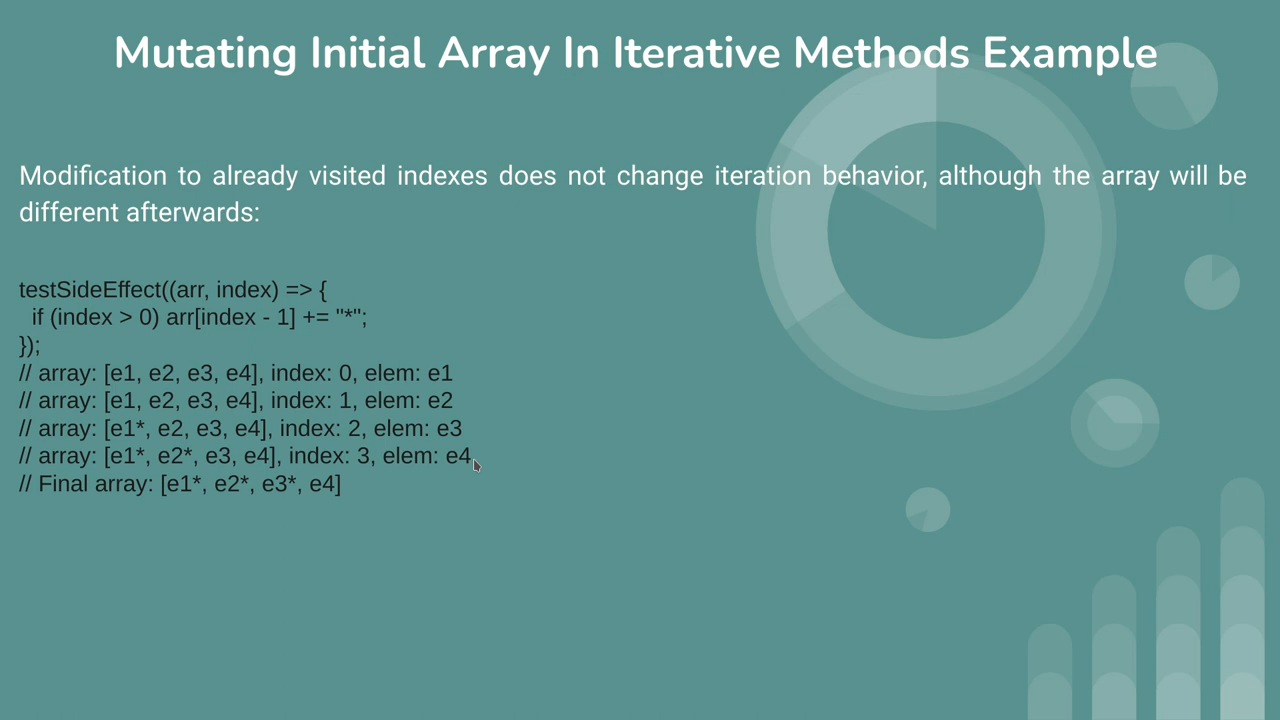 Mutating Initial Array In Iterative Methods Example
Modification to already visited indexes does not change iteration behavior, although the array will be
different afterwards:
testSideEffect((arr, index) => {
  if (index > 0) arr[index - 1] += "*";
});
// array: [e1, e2, e3, e4], index: 0, elem: e1
// array: [e1, e2, e3, e4], index: 1, elem: e2
// array: [e1*, e2, e3, e4], index: 2, elem: e3
// array: [e1*, e2*, e3, e4], index: 3, elem: e4
// Final array: [e1*, e2*, e3*, e4]